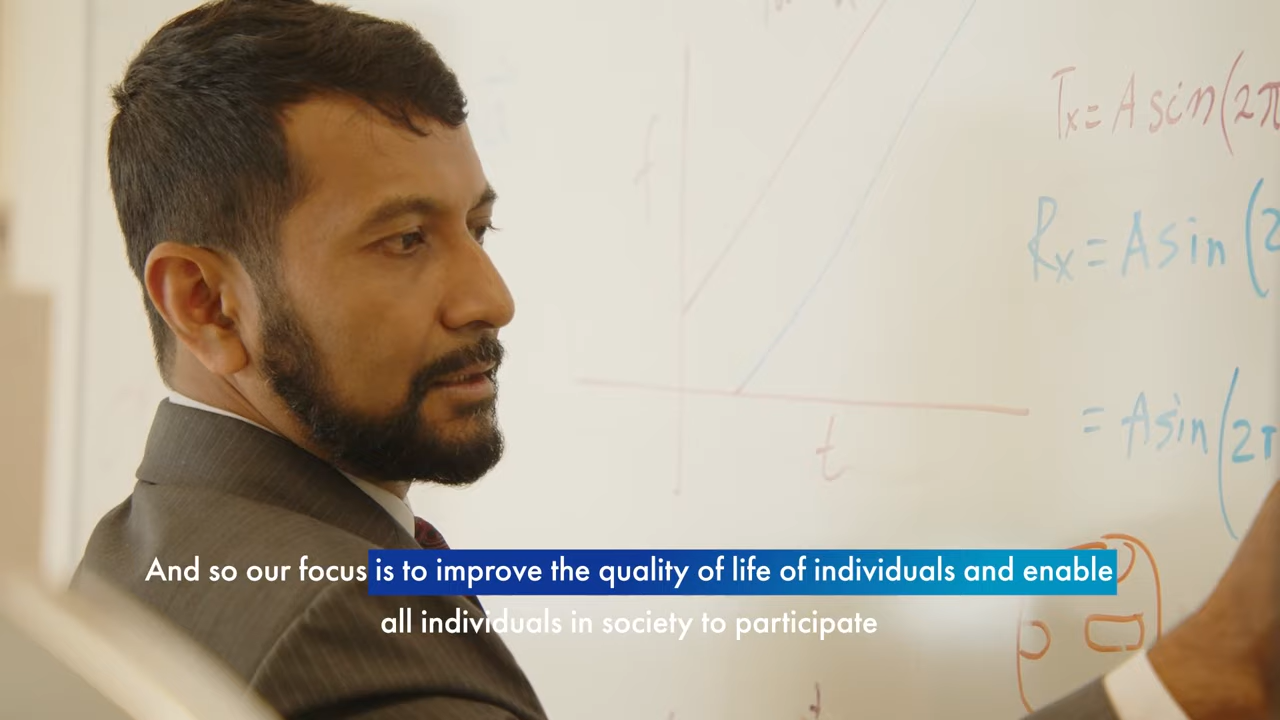 f
Tx = A sin(2π
Rx = A sin (2
= A sin(2π
t
And so our focus is to improve the quality of life of individuals and enable
all individuals in society to participate
t